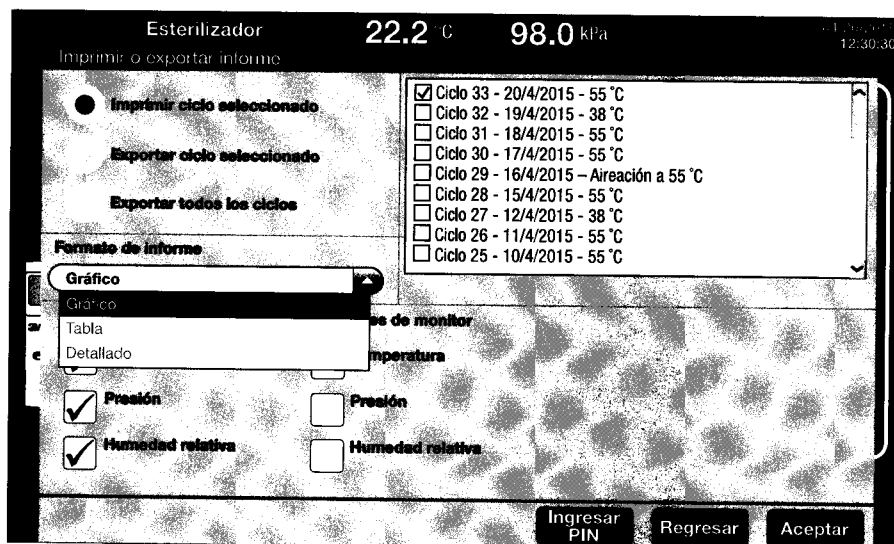 Esterilizador
22.2 °C
98.0 kPa
12:30:30
Imprimir o exportar informe
Imprimir ciclo seleccionado
Exportar ciclo seleccionado
Exportar todos los ciclos
Ciclo 33 - 20/4/2015 - 55 °C
Ciclo 32 - 19/4/2015 - 38 °C
Ciclo 31 - 18/4/2015 - 55 °C
Ciclo 30 - 17/4/2015 - 55 °C
Ciclo 29 - 16/4/2015 – Aireación a 55 °C
Ciclo 28 - 15/4/2015 - 55 °C
Ciclo 27 - 12/4/2015 - 38 °C
Ciclo 26 - 11/4/2015 - 55 °C
Ciclo 25 - 10/4/2015 - 55 °C
Formato de informe
Gráfico
Gráfico
Tabla
Detallado
de monitor
Presión
Presión
Humedad relativa
Humedad relativa
Ingresar PIN
Regresar
Aceptar